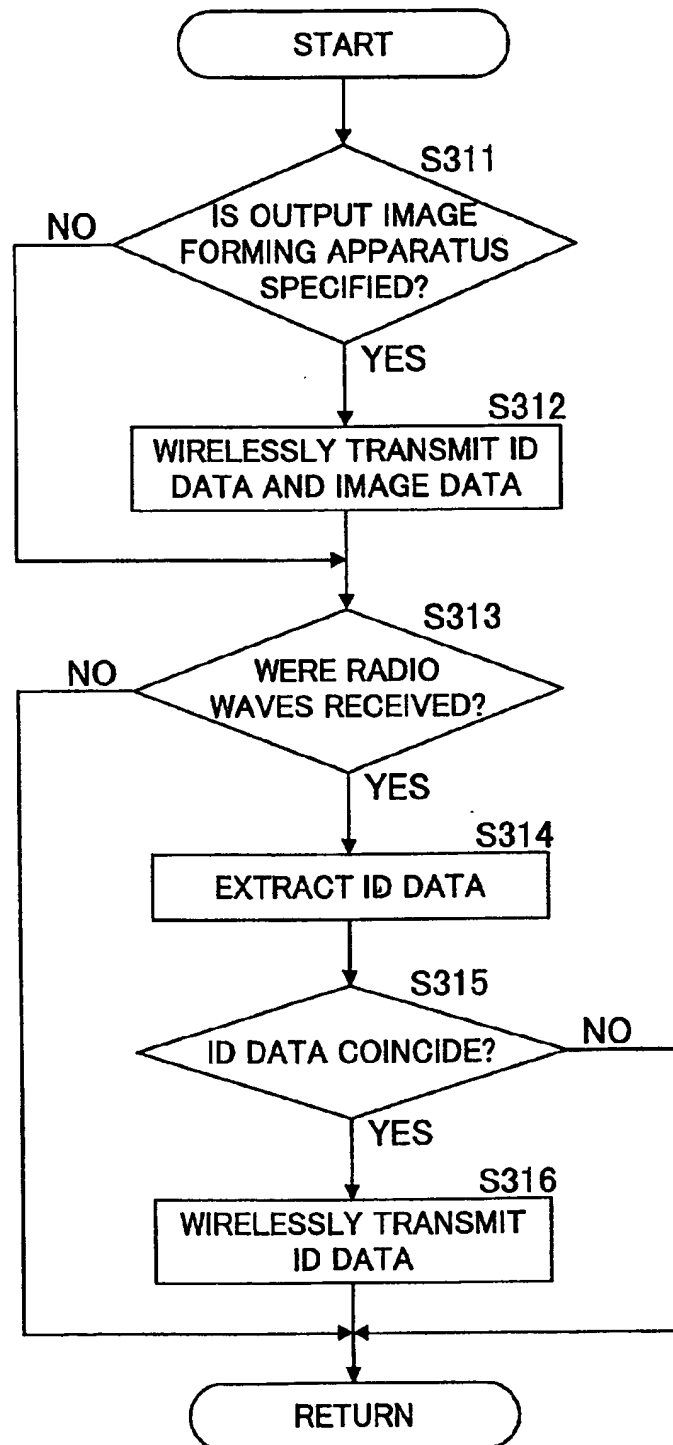 START
S311
NO
IS OUTPUT IMAGE
FORMING APPARATUS
SPECIFIED?
YES
S312
WIRELESSLY TRANSMIT ID
DATA AND IMAGE DATA
S313
NO
WERE RADIO
WAVES RECEIVED?
YES
S314
EXTRACT ID DATA
S315
ID DATA COINCIDE?
NO
YES
S316
WIRELESSLY TRANSMIT
ID DATA
RETURN